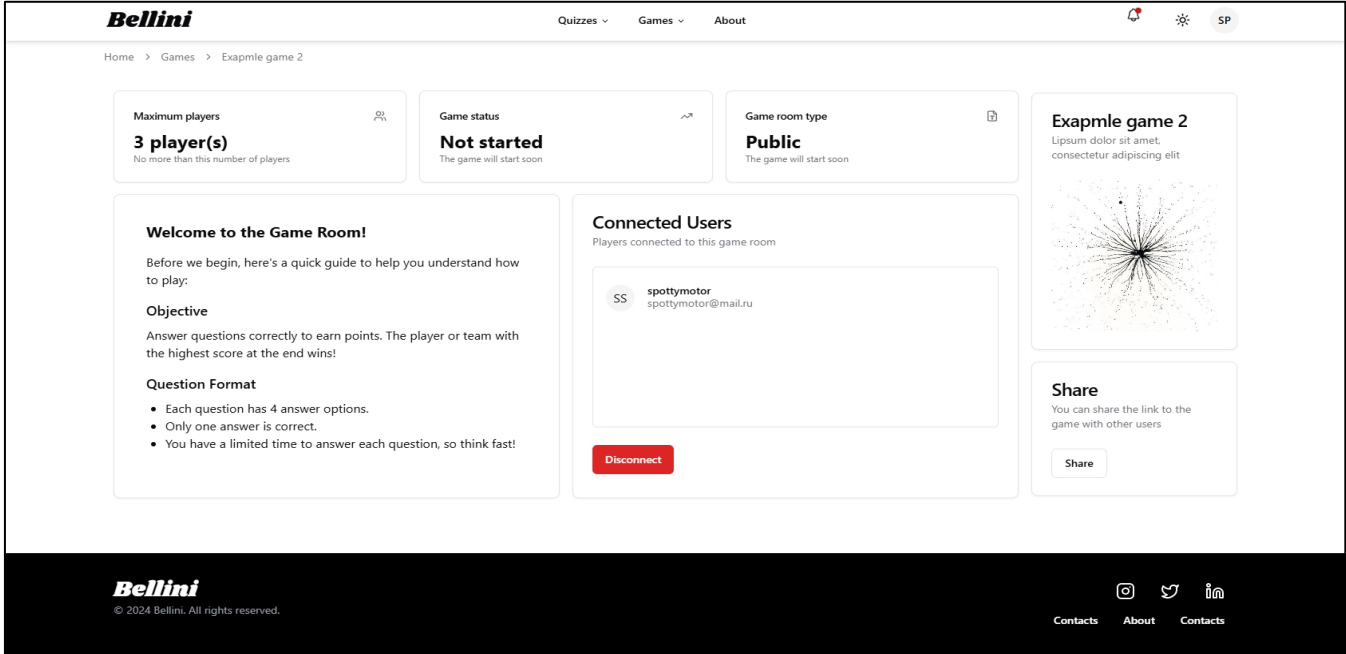 Bellini
Quizzes
Games
About
SP
Home > Games > Exapmle game 2
Maximum players
3 player(s)
No more than this number of players
Game status
Not started
The game will start soon
Game room type
Public
The game will start soon
Exapmle game 2
Lipsum dolor sit amet,
consectetur adipiscing elit
Welcome to the Game Room!
Before we begin, here's a quick guide to help you understand how
to play:
Objective
Answer questions correctly to earn points. The player or team with
the highest score at the end wins!
Question Format
• Each question has 4 answer options.
• Only one answer is correct.
• You have a limited time to answer each question, so think fast!
Connected Users
Players connected to this game room
SS
spottymotor
spottymotor@mail.ru
Disconnect
Share
You can share the link to the
game with other users
Share
Bellini
© 2024 Bellini. All rights reserved.
in
Contacts
About
Contacts